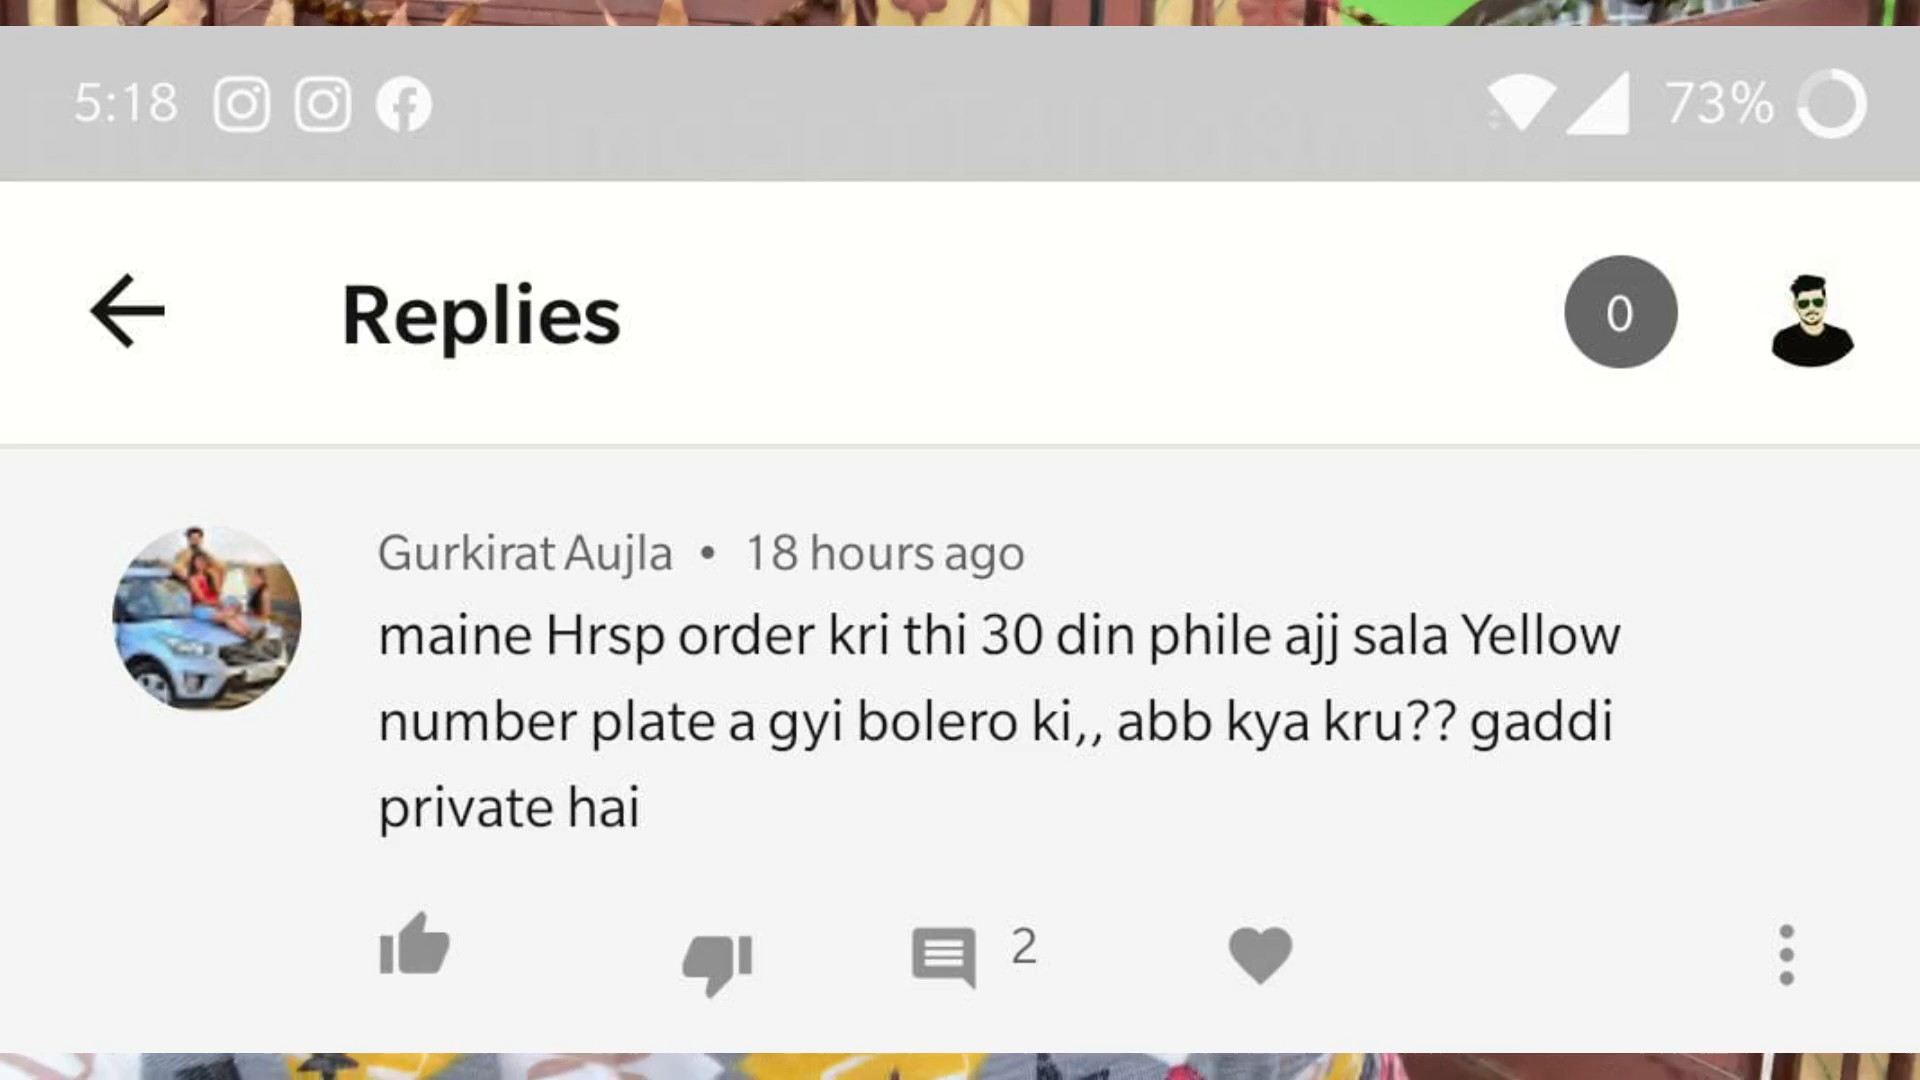 5:18 73%
Replies 0
Gurkirat Aujla • 18 hours ago
maine Hrsp order kri thi 30 din phile ajj sala Yellow
number plate a gyi bolero ki,, abb kya kru?? gaddi
private hai
2